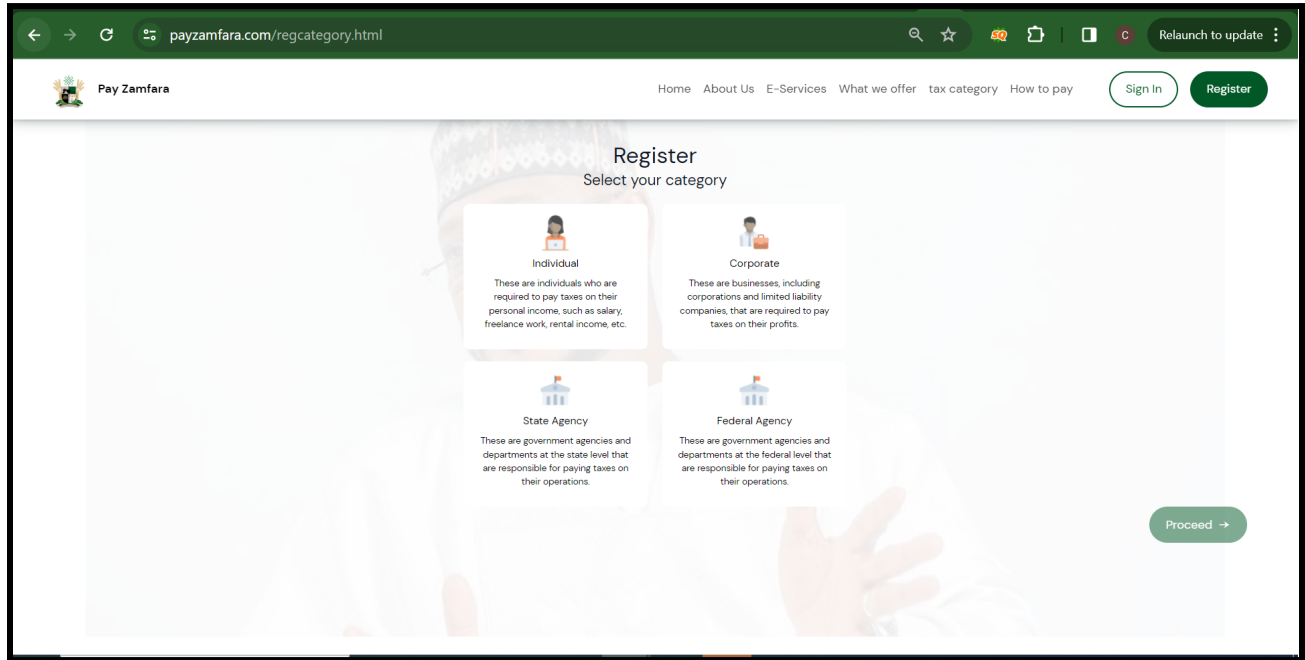 payzamfara.com/regcategory.html
SQ
C
Relaunch to update
Pay Zamfara
Home About Us E-Services What we offer tax category How to pay
Sign In
Register
Register
Select your category
Individual
These are individuals who are
required to pay taxes on their
personal income, such as salary,
freelance work, rental income, etc.
Corporate
These are businesses, including
corporations and limited liability
companies, that are required to pay
taxes on their profits.
State Agency
These are government agencies and
departments at the state level that
are responsible for paying taxes on
their operations.
Federal Agency
These are government agencies and
departments at the federal level that
are responsible for paying taxes on
their operations.
Proceed →